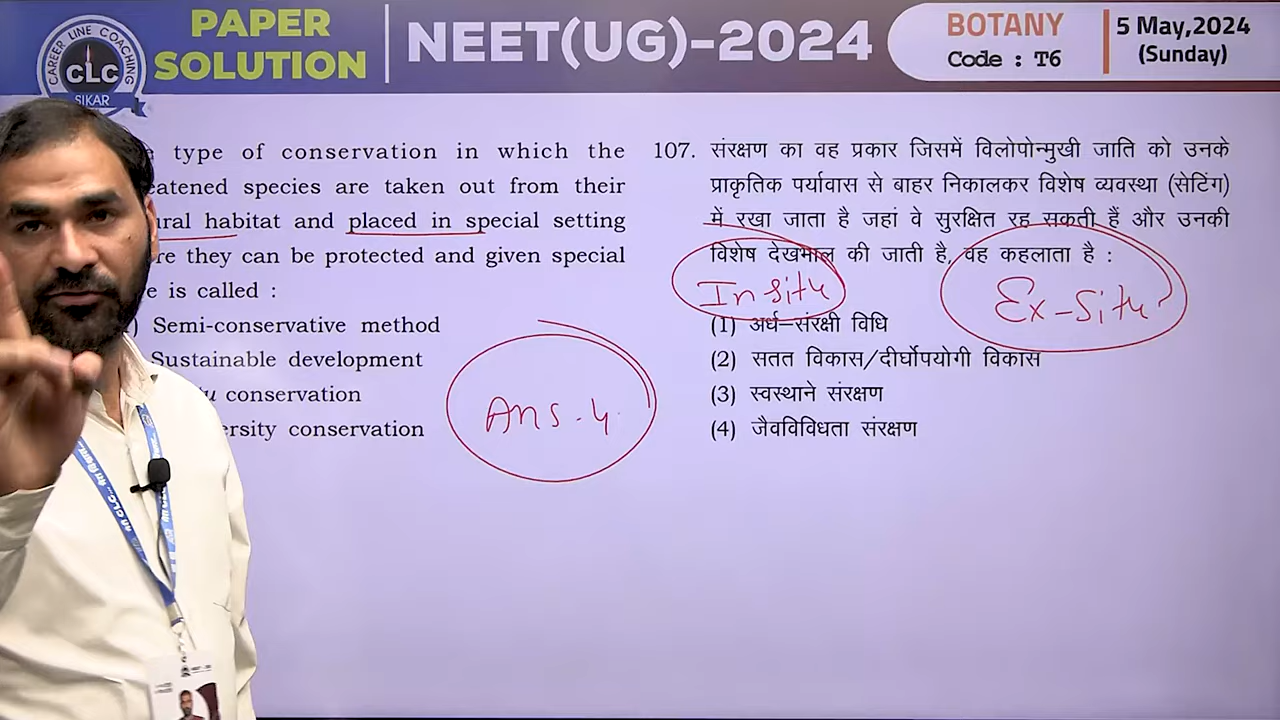 CAREER LINE COACHING
CLC
SIKAR
PAPER
SOLUTION
NEET(UG)-2024
BOTANY
Code : T6
5 May,2024
(Sunday)
type of conservation in which the
species are taken out from their
habitat and placed in special setting
they can be protected and given special
is called :
Semi-conservative method
Sustainable development
conservation
conservation
Ans-4
107. संरक्षण का वह प्रकार जिसमें विलोपोन्मुखी जाति को उनके
प्राकृतिक पर्यावास से बाहर निकालकर विशेष व्यवस्था (सेटिंग)
में रखा जाता है जहां वे सुरक्षित रह सकती हैं और उनकी
विशेष देखभाल की जाती है, वह कहलाता है :
In situ
Ex-Situ
(1) अर्ध–संरक्षी विधि
(2) सतत विकास/दीर्घोपयोगी विकास
(3) स्वस्थाने संरक्षण
(4) जैवविविधता संरक्षण